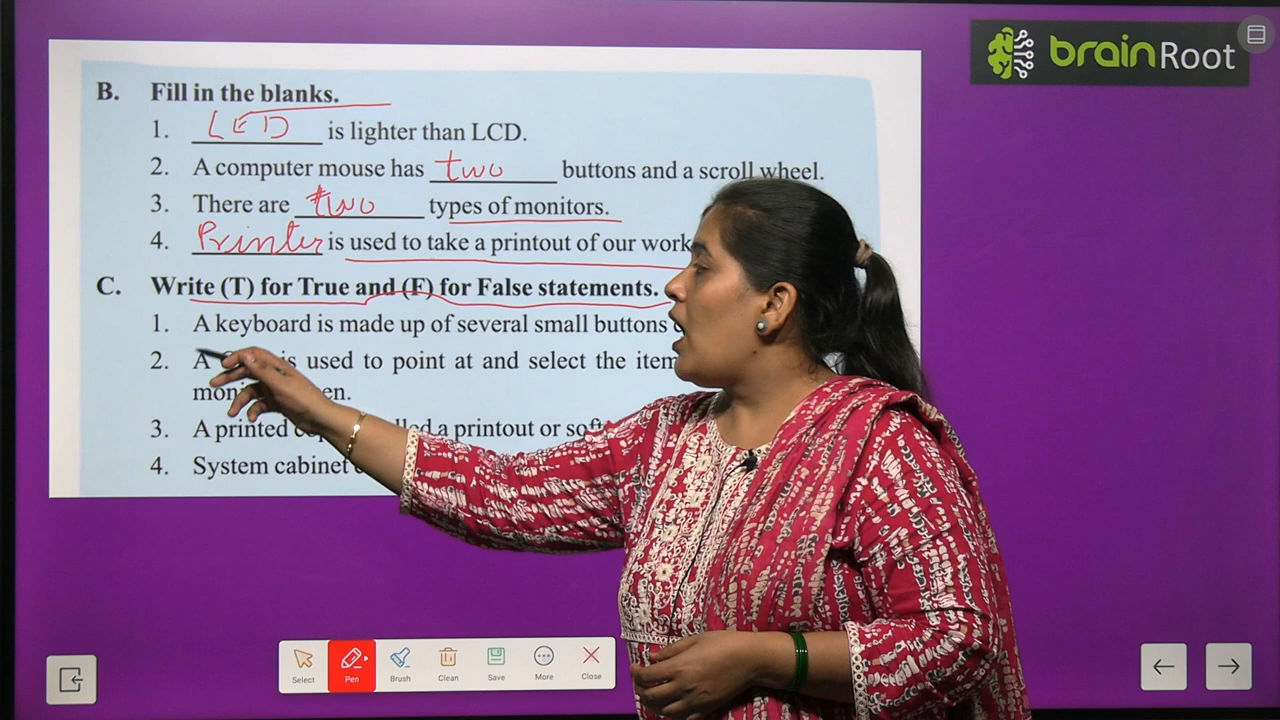 brainRoot
B. Fill in the blanks.
1. LED is lighter than LCD.
2. A computer mouse has two buttons and a scroll wheel.
3. There are two types of monitors.
4. Printer is used to take a printout of our work
C. Write (T) for True and (F) for False statements.
1. A keyboard is made up of several small buttons
2. A is used to point at and select the item
en.
3. A printed a printout or
4. System cabinet
Select Pen Brush Clean Save More Close